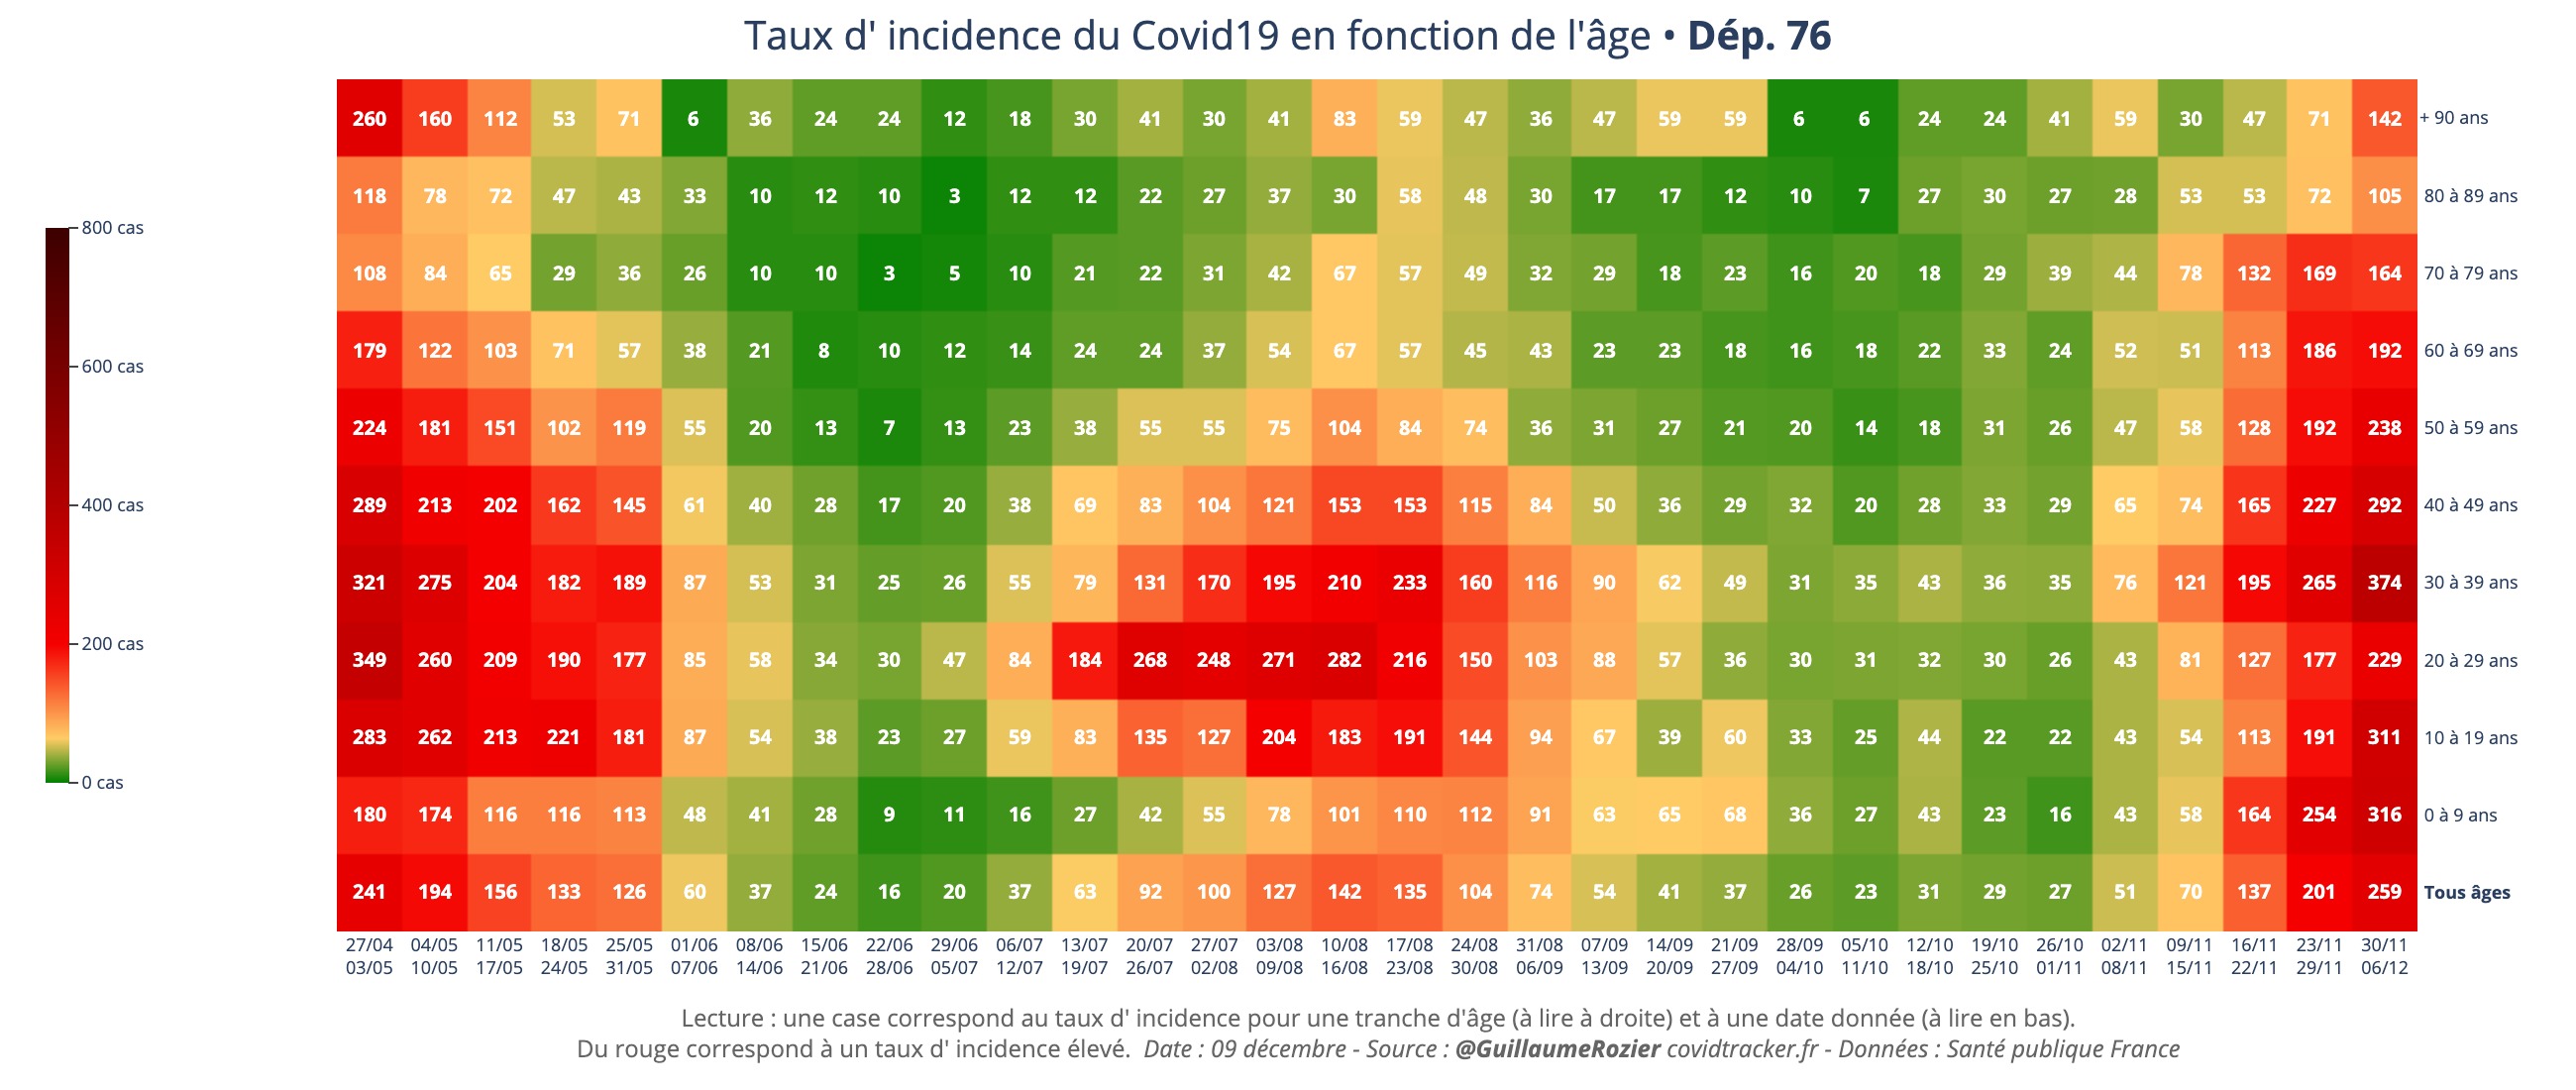 Taux d' incidence du Covid19 en fonction de l'âge • Dép. 76
800 cas
600 cas
400 cas
200 cas
0 cas
260 160 112 53 71 6 36 24 24 12 18 30 41 30 41 83 59 47 36 47 59 59 6 6 24 24 41 59 30 47 71 142 + 90 ans
118 78 72 47 43 33 10 12 10 3 12 12 22 27 37 30 58 48 30 17 17 12 10 7 27 30 27 28 53 53 72 105 80 à 89 ans
108 84 65 29 36 26 10 10 3 5 10 21 22 31 42 67 57 49 32 29 18 23 16 20 18 29 39 44 78 132 169 164 70 à 79 ans
179 122 103 71 57 38 21 8 10 12 14 24 24 37 54 67 57 45 43 23 23 18 16 18 22 33 24 52 51 113 186 192 60 à 69 ans
224 181 151 102 119 55 20 13 7 13 23 38 55 55 75 104 84 74 36 31 27 21 20 14 18 31 26 47 58 128 192 238 50 à 59 ans
289 213 202 162 145 61 40 28 17 20 38 69 83 104 121 153 153 115 84 50 36 29 32 20 28 33 29 65 74 165 227 292 40 à 49 ans
321 275 204 182 189 87 53 31 25 26 55 79 131 170 195 210 233 160 116 90 62 49 31 35 43 36 35 76 121 195 265 374 30 à 39 ans
349 260 209 190 177 85 58 34 30 47 84 184 268 248 271 282 216 150 103 88 57 36 30 31 32 30 26 43 81 127 177 229 20 à 29 ans
283 262 213 221 181 87 54 38 23 27 59 83 135 127 204 183 191 144 94 67 39 60 33 25 44 22 22 43 54 113 191 311 10 à 19 ans
180 174 116 116 113 48 41 28 9 11 16 27 42 55 78 101 110 112 91 63 65 68 36 27 43 23 16 43 58 164 254 316 0 à 9 ans
241 194 156 133 126 60 37 24 16 20 37 63 92 100 127 142 135 104 74 54 41 37 26 23 31 29 27 51 70 137 201 259 Tous âges
27/04 04/05 11/05 18/05 25/05 01/06 08/06 15/06 22/06 29/06 06/07 13/07 20/07 27/07 03/08 10/08 17/08 24/08 31/08 07/09 14/09 21/09 28/09 05/10 12/10 19/10 26/10 02/11 09/11 16/11 23/11 30/11
03/05 10/05 17/05 24/05 31/05 07/06 14/06 21/06 28/06 05/07 12/07 19/07 26/07 02/08 09/08 16/08 23/08 30/08 06/09 13/09 20/09 27/09 04/10 11/10 18/10 25/10 01/11 08/11 15/11 22/11 29/11 06/12
Lecture : une case correspond au taux d' incidence pour une tranche d'âge (à lire à droite) et à une date donnée (à lire en bas).
Du rouge correspond à un taux d' incidence élevé. Date : 09 décembre - Source : @GuillaumeRozier covidtracker.fr - Données : Santé publique France